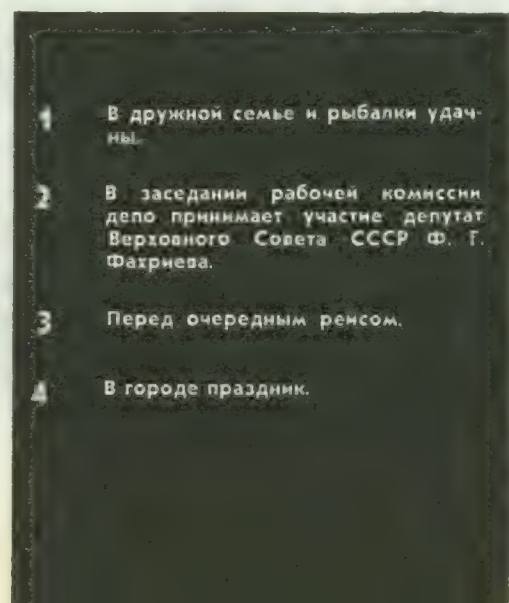 1 В дружной семье и рыбалки удач-
ны.
2 В заседании рабочей комиссии
депо принимает участие депутат
Верховного Совета СССР Ф. Г.
Фахриева.
3 Перед очередным рейсом.
4 В городе праздник.